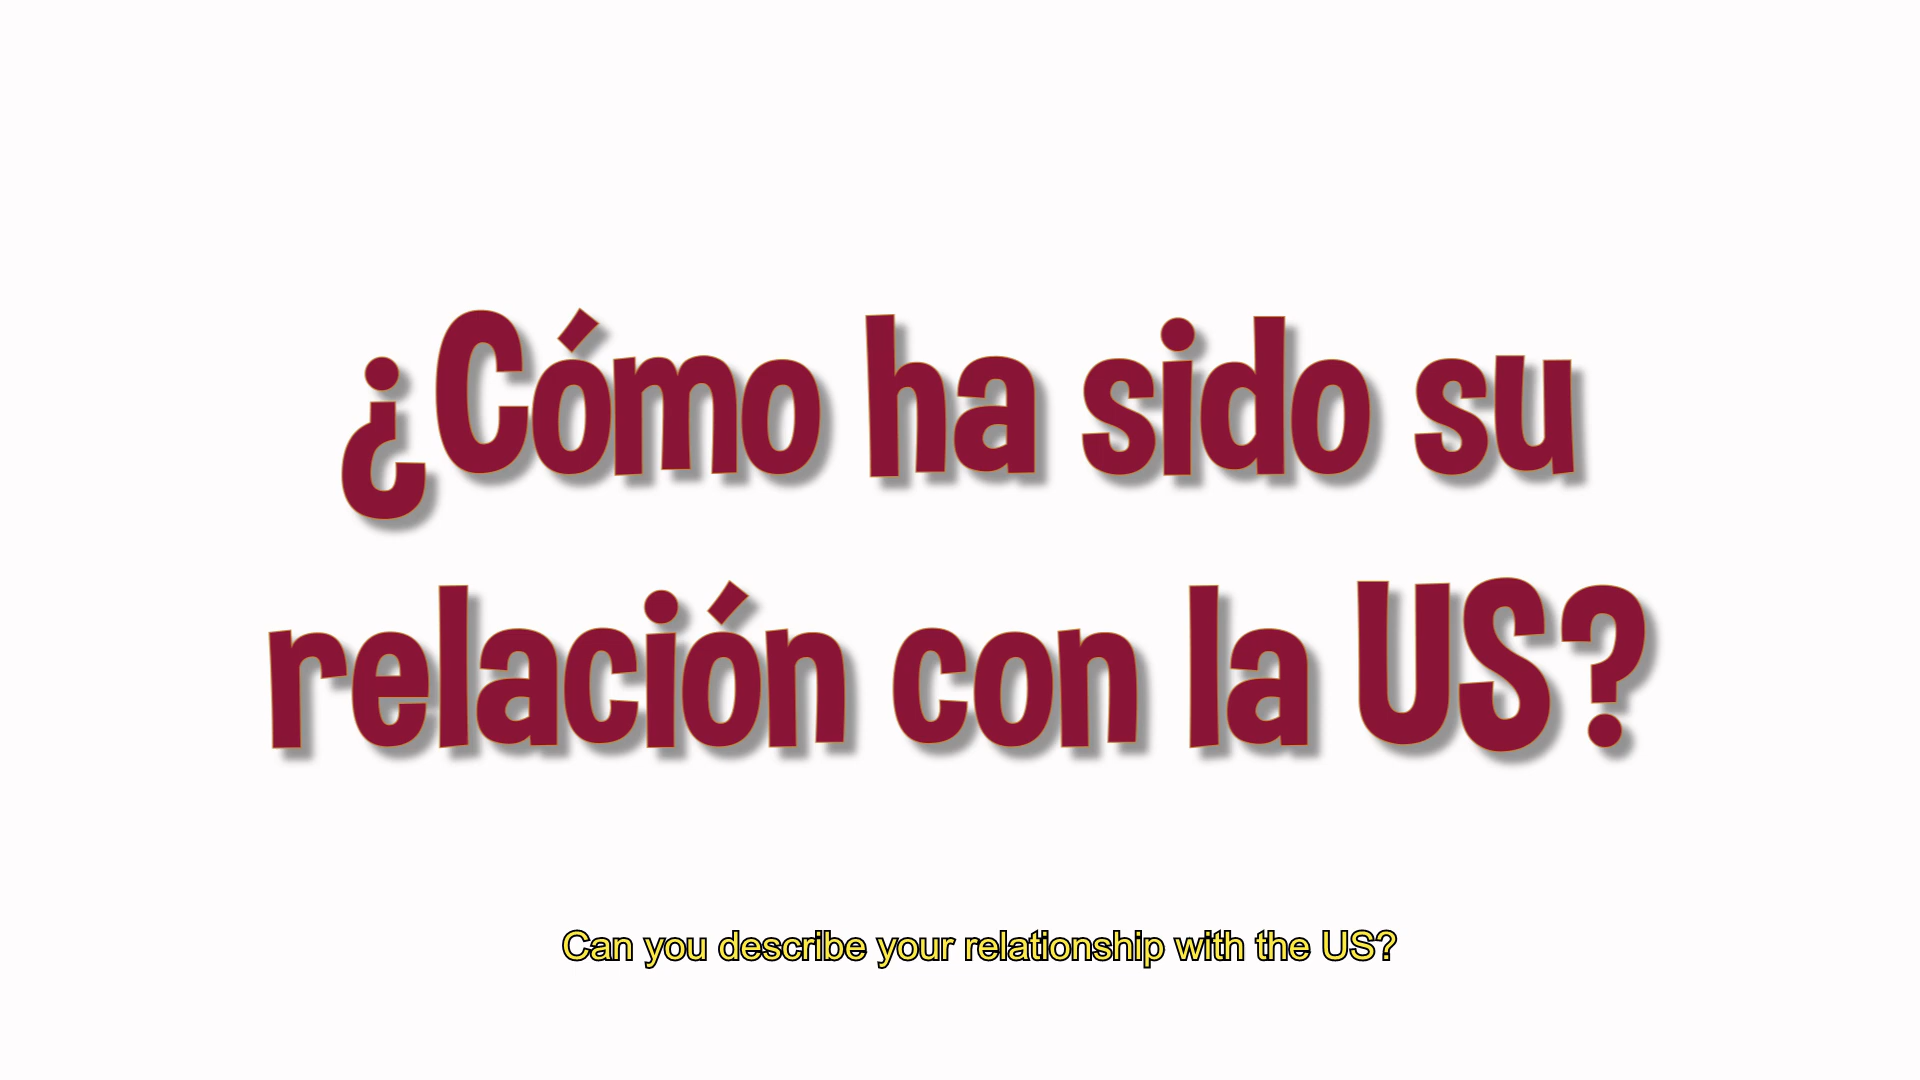 ¿Cómo ha sido su
relación con la US?
Can you describe your relationship with the US?